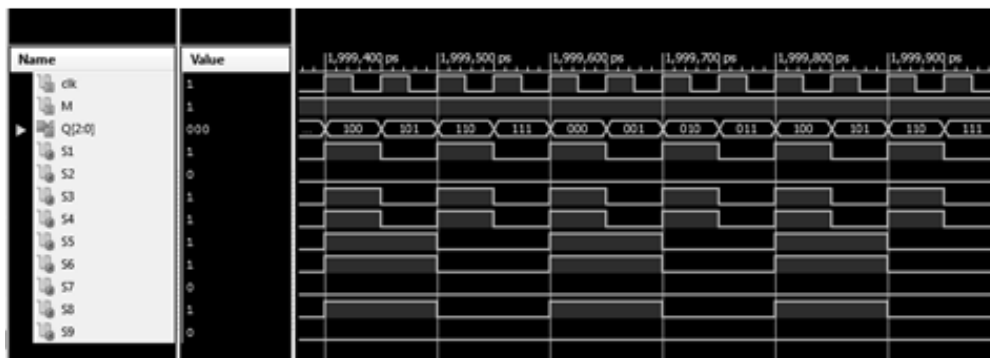 Name Value
1,999,400 ps 1,999,500 ps 1,999,600 ps 1,999,700 ps 1,999,800 ps 1,999,900 ps
clk 1
M 1
Q[2:0] 000 ... 100 101 110 111 000 001 010 011 100 101 110 111
S1 1
S2 0
S3 1
S4 1
S5 1
S6 1
S7 0
S8 1
S9 0